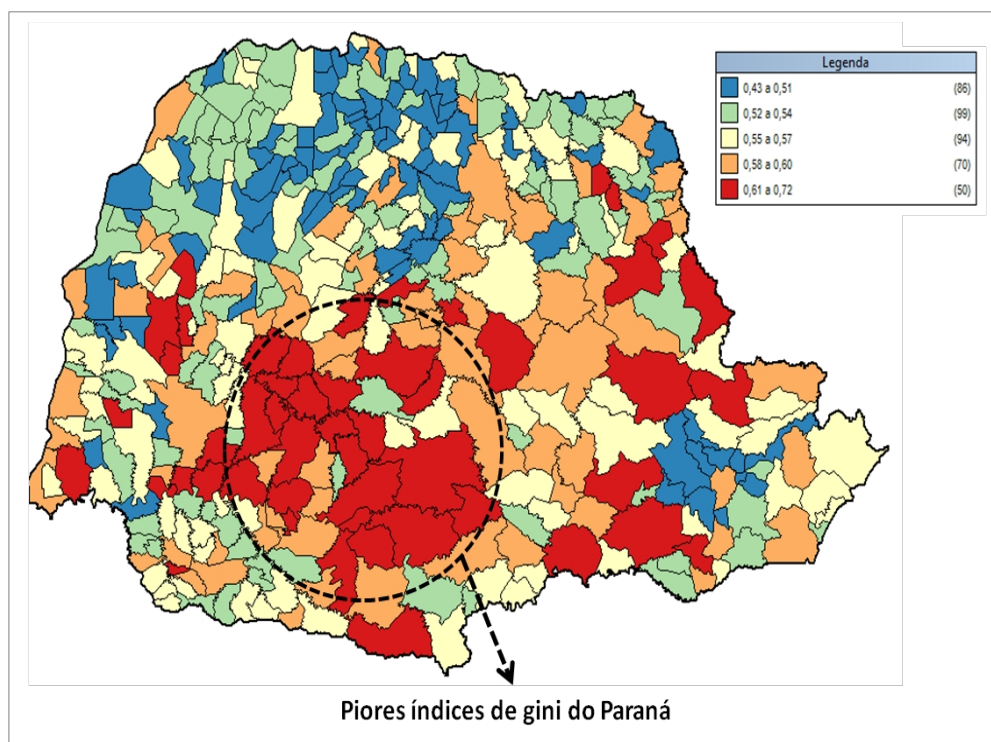 Legenda
0,43 a 0,51 (86)
0,52 a 0,54 (99)
0,55 a 0,57 (94)
0,58 a 0,60 (70)
0,61 a 0,72 (50)
Piores índices de gini do Paraná